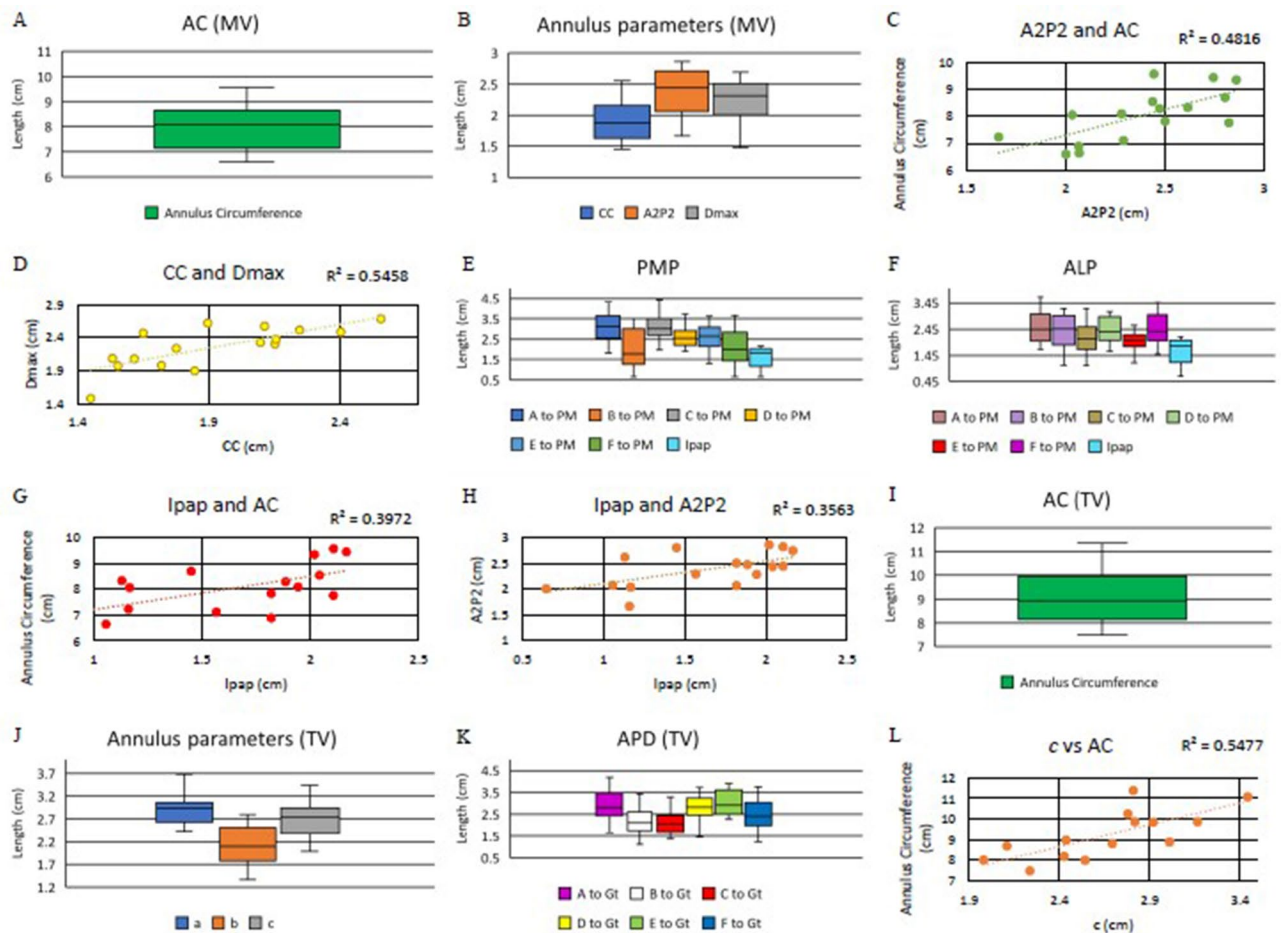 A
AC (MV)
Length (cm)
11
10
9
8
7
6
Annulus Circumference
B
Annulus parameters (MV)
Length (cm)
3
2.5
2
1.5
1
CC A2P2 Dmax
C
A2P2 and AC
R² = 0.4816
Annulus Circumference
(cm)
10
9
8
7
6
1.5 2 2.5 3
A2P2 (cm)
D
CC and Dmax
R² = 0.5458
Dmax (cm)
2.9
2.4
1.9
1.4
1.4 1.9 2.4
CC (cm)
E
PMP
Length (cm)
4.5
3.5
2.5
1.5
0.5
A to PM B to PM C to PM D to PM
E to PM F to PM Ipap
F
ALP
Length (cm)
3.45
2.45
1.45
0.45
A to PM B to PM C to PM D to PM
E to PM F to PM Ipap
G
Ipap and AC
R² = 0.3972
Annulus Circumference
(cm)
10
9
8
7
6
1 1.5 2 2.5
Ipap (cm)
H
Ipap and A2P2
R² = 0.3563
A2P2 (cm)
3
2.5
2
1.5
1
0.5 1 1.5 2 2.5
Ipap (cm)
I
AC (TV)
Length (cm)
12
11
10
9
8
7
Annulus Circumference
J
Annulus parameters (TV)
Length (cm)
3.7
3.2
2.7
2.2
1.7
1.2
a b c
K
APD (TV)
Length (cm)
4.5
3.5
2.5
1.5
0.5
A to Gt B to Gt C to Gt
D to Gt E to Gt F to Gt
L
c vs AC
R² = 0.5477
Annulus Circumference
(cm)
12
11
10
9
8
7
1.9 2.4 2.9 3.4
c (cm)